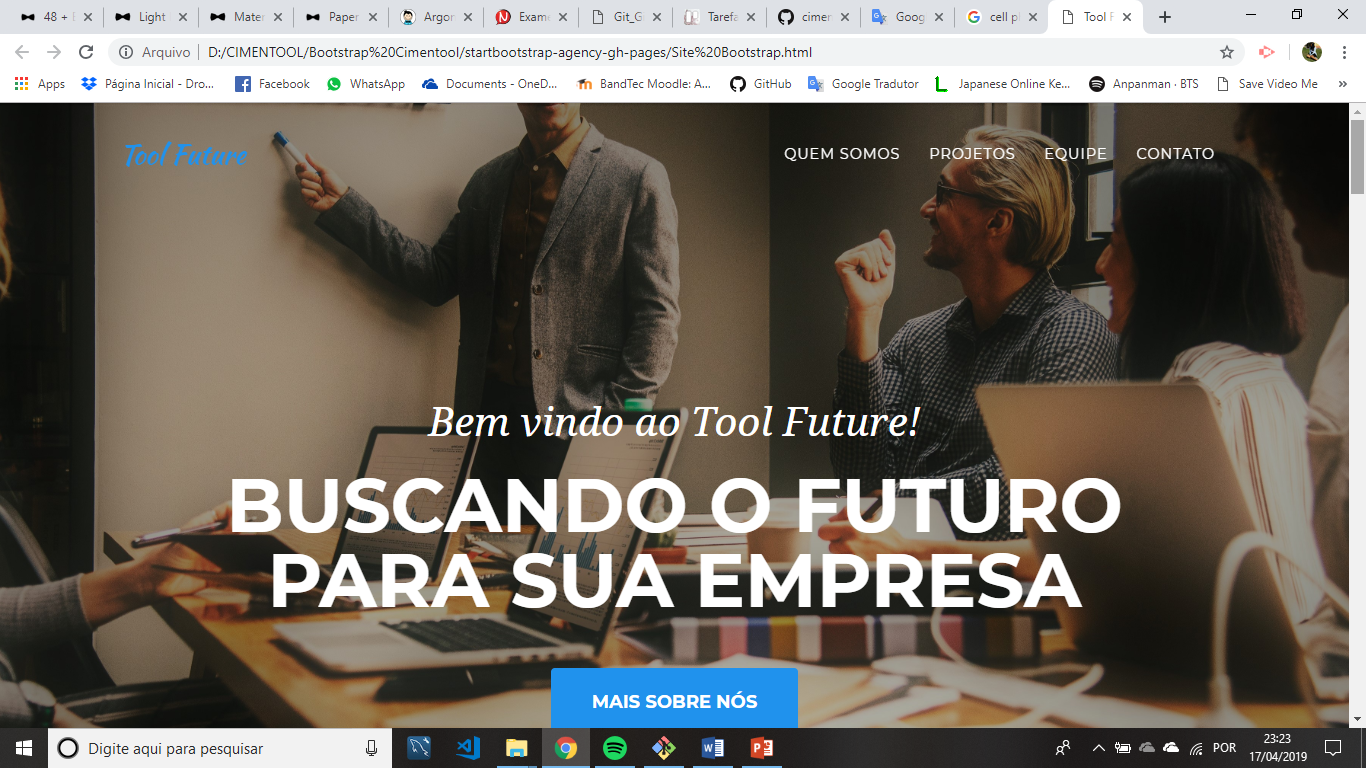 48 + E
Light
Mater
Paper
Argor
Exame
Git_G
Tarefa
cimer
Goog
cell pl
Tool F
Arquivo
D:/CIMENTOOL/Bootstrap%20Cimentool/startbootstrap-agency-gh-pages/Site%20Bootstrap.html
Apps
Página Inicial - Dro...
Facebook
WhatsApp
Documents - OneD...
BandTec Moodle: A...
GitHub
Google Tradutor
Japanese Online Ke...
Anpanman · BTS
Save Video Me
»
Tool Future
QUEM SOMOS
PROJETOS
EQUIPE
CONTATO
Bem vindo ao Tool Future!
BUSCANDO O FUTURO
PARA SUA EMPRESA
MAIS SOBRE NÓS
Digite aqui para pesquisar
POR
23:23
17/04/2019